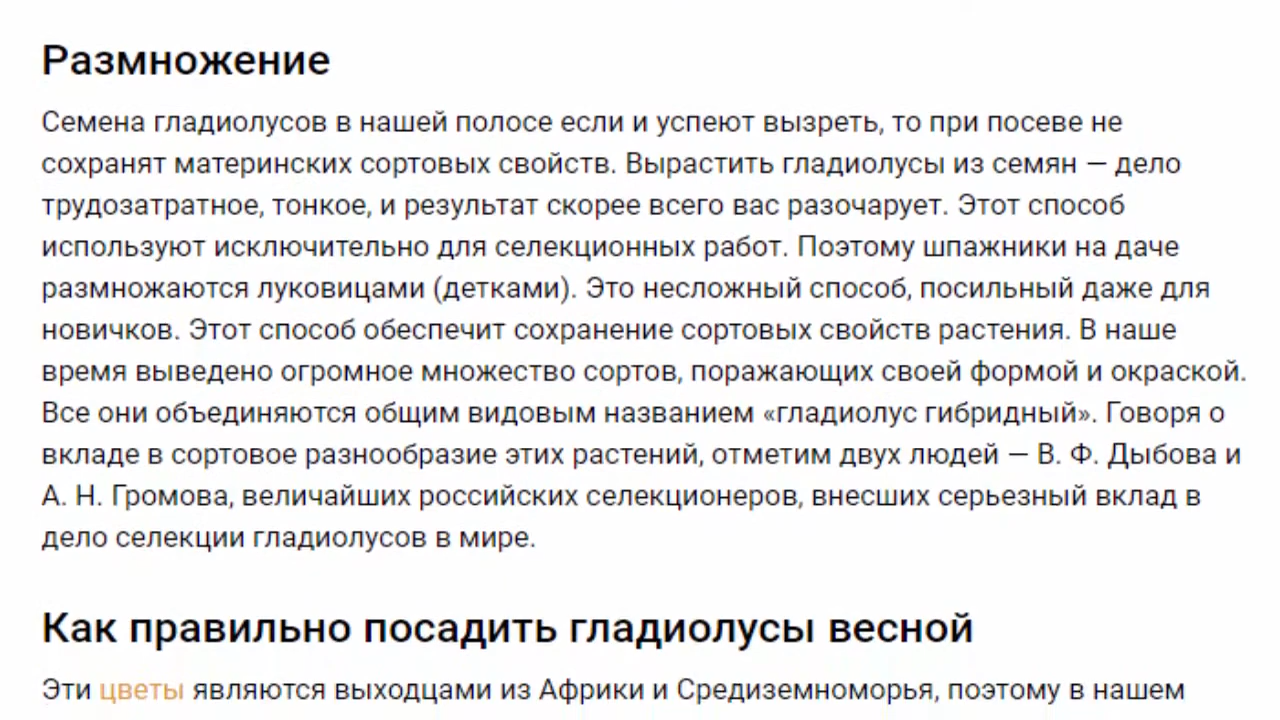 Размножение
Семена гладиолусов в нашей полосе если и успеют вызреть, то при посеве не
сохранят материнских сортовых свойств. Вырастить гладиолусы из семян — дело
трудозатратное, тонкое, и результат скорее всего вас разочарует. Этот способ
используют исключительно для селекционных работ. Поэтому шпажники на даче
размножаются луковицами (детками). Это несложный способ, посильный даже для
новичков. Этот способ обеспечит сохранение сортовых свойств растения. В наше
время выведено огромное множество сортов, поражающих своей формой и окраской.
Все они объединяются общим видовым названием «гладиолус гибридный». Говоря о
вкладе в сортовое разнообразие этих растений, отметим двух людей — В. Ф. Дыбова и
А. Н. Громова, величайших российских селекционеров, внесших серьезный вклад в
дело селекции гладиолусов в мире.
Как правильно посадить гладиолусы весной
Эти цветы являются выходцами из Африки и Средиземноморья, поэтому в нашем